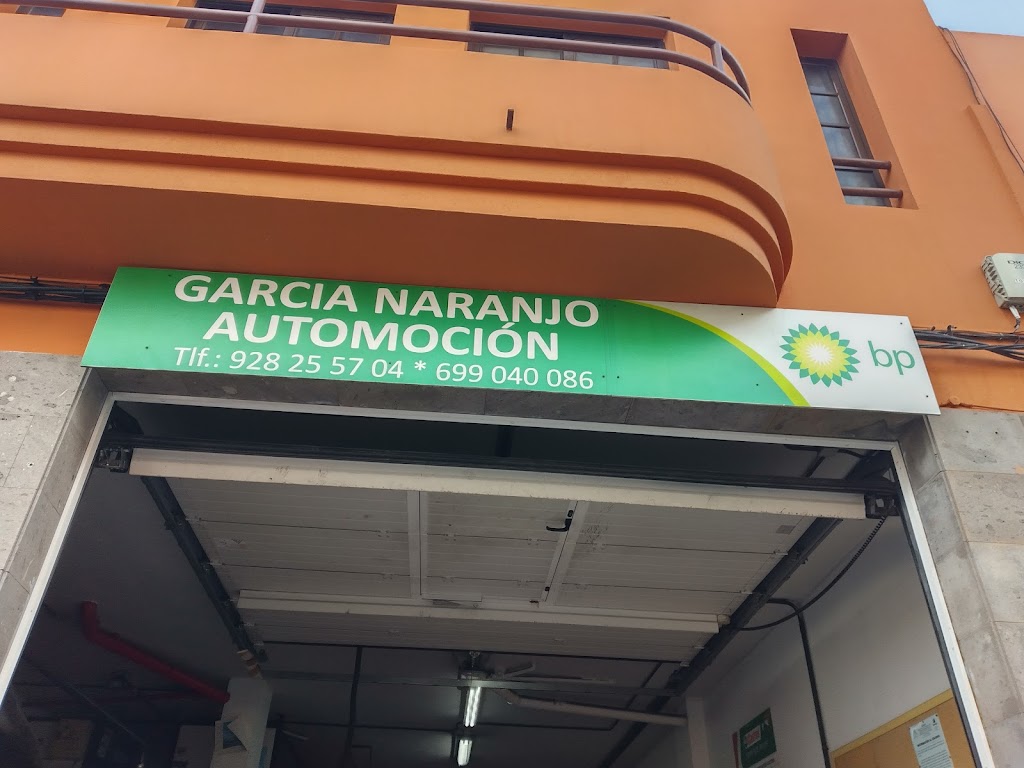 GARCIA NARANJO
AUTOMOCIÓN
Tlf.: 928 25 57 04 * 699 040 086
bp